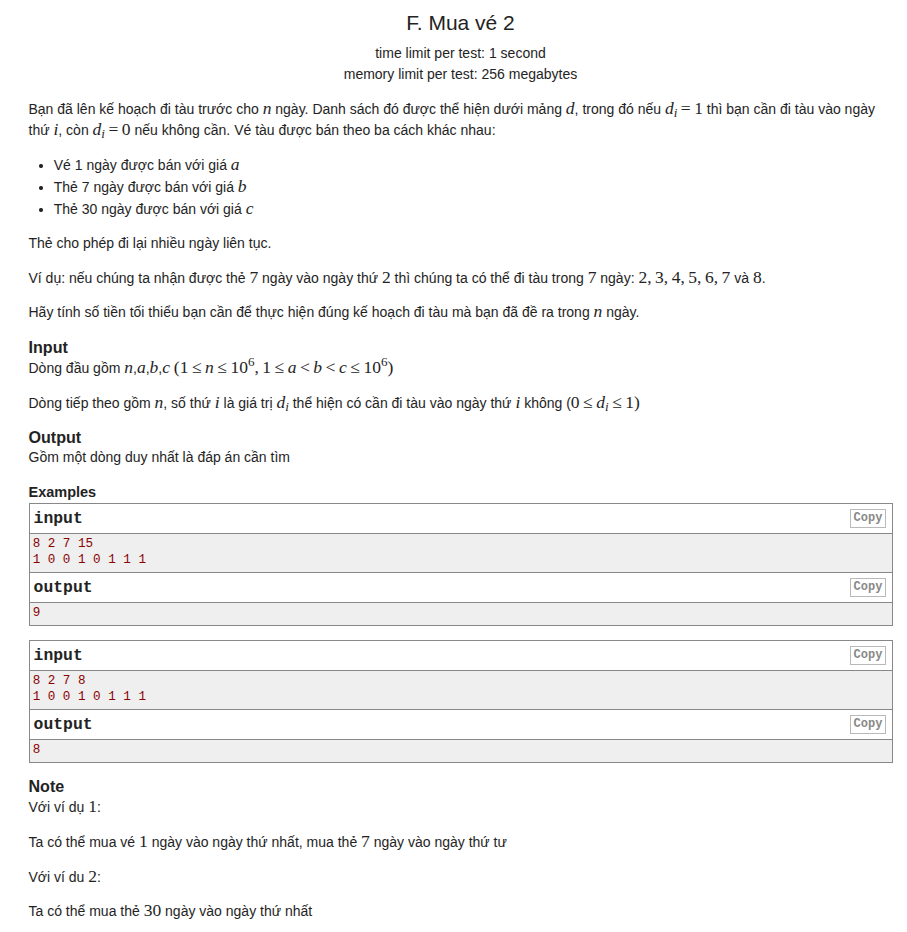 F. Mua vé 2
time limit per test: 1 second
memory limit per test: 256 megabytes
Bạn đã lên kế hoạch đi tàu trước cho n ngày. Danh sách đó được thể hiện dưới mảng d, trong đó nếu d_i = 1 thì bạn cần đi tàu vào ngày
thứ i, còn d_i = 0 nếu không cần. Vé tàu được bán theo ba cách khác nhau:
• Vé 1 ngày được bán với giá a
• Thẻ 7 ngày được bán với giá b
• Thẻ 30 ngày được bán với giá c
Thẻ cho phép đi lại nhiều ngày liên tục.
Ví dụ: nếu chúng ta nhận được thẻ 7 ngày vào ngày thứ 2 thì chúng ta có thể đi tàu trong 7 ngày: 2, 3, 4, 5, 6, 7 và 8.
Hãy tính số tiền tối thiểu bạn cần để thực hiện đúng kế hoạch đi tàu mà bạn đã đề ra trong n ngày.
Input
Dòng đầu gồm n,a,b,c (1 ≤ n ≤ 10^6, 1 ≤ a < b < c ≤ 10^6)
Dòng tiếp theo gồm n, số thứ i là giá trị d_i thể hiện có cần đi tàu vào ngày thứ i không (0 ≤ d_i ≤ 1)
Output
Gồm một dòng duy nhất là đáp án cần tìm
Examples
input Copy
8 2 7 15
1 0 0 1 0 1 1 1
output Copy
9
input Copy
8 2 7 8
1 0 0 1 0 1 1 1
output Copy
8
Note
Với ví dụ 1:
Ta có thể mua vé 1 ngày vào ngày thứ nhất, mua thẻ 7 ngày vào ngày thứ tư
Với ví du 2:
Ta có thể mua thẻ 30 ngày vào ngày thứ nhất